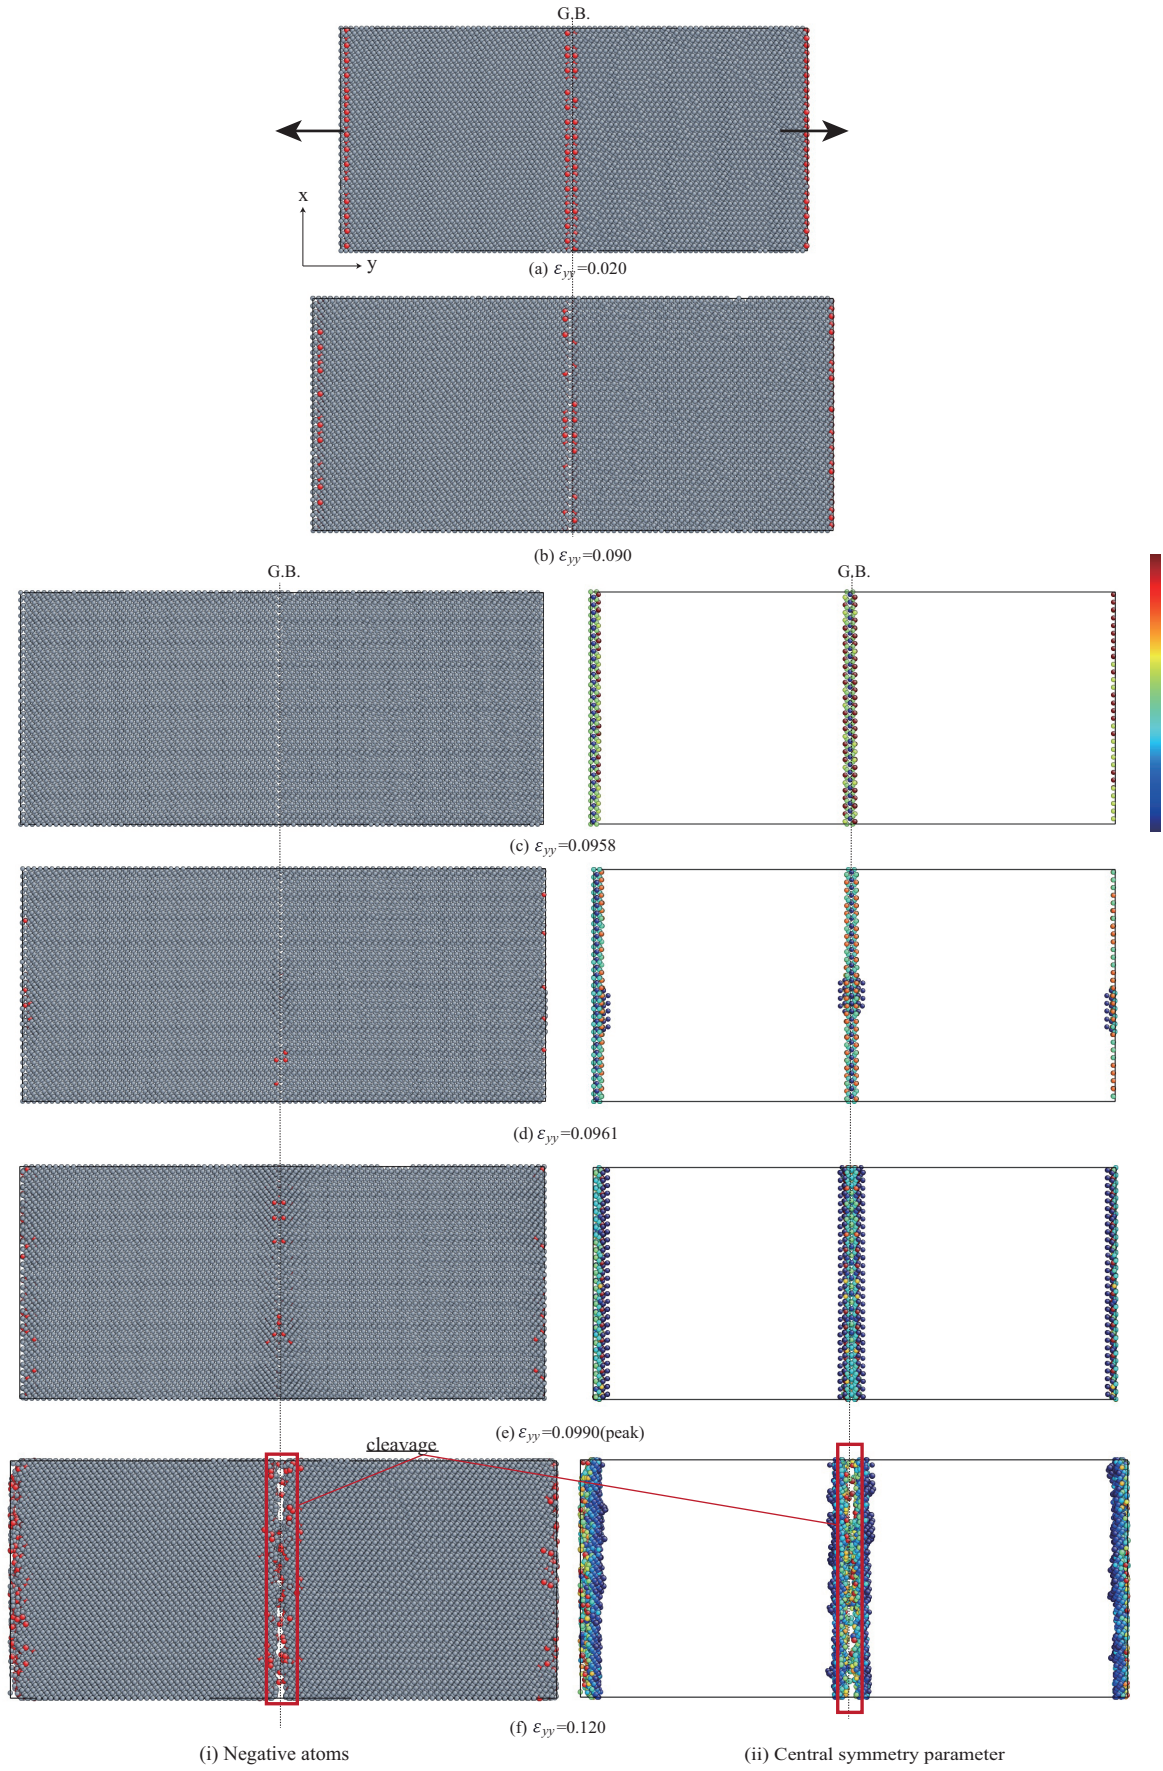 G.B.
x
y
(a) εyy=0.020
(b) εyy=0.090
G.B.
G.B.
(c) εyy=0.0958
(d) εyy=0.0961
(e) εyy=0.0990(peak)
cleavage
(f) εyy=0.120
(i) Negative atoms
(ii) Central symmetry parameter